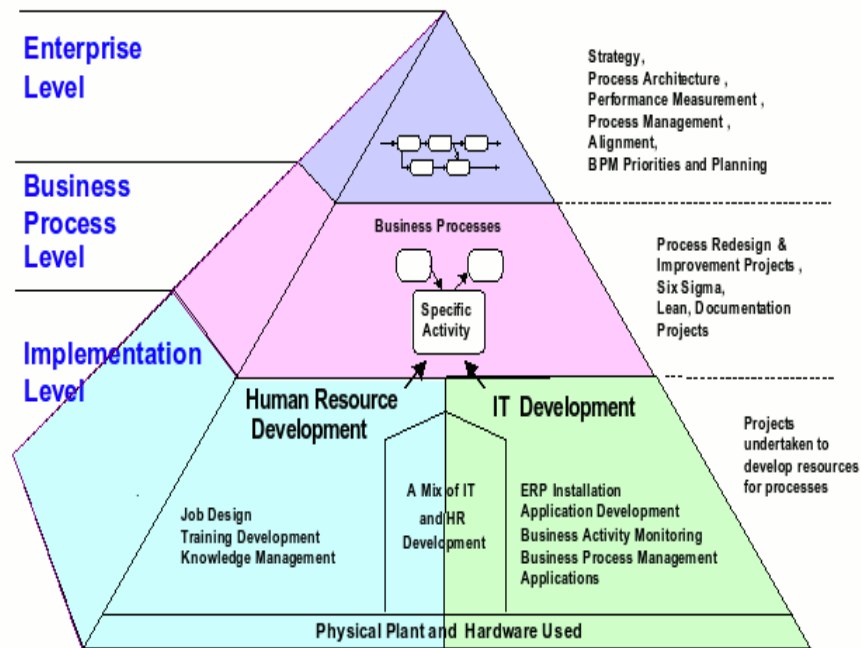 Enterprise
Level
Strategy,
Process Architecture ,
Performance Measurement ,
Process Management ,
Alignment,
BPM Priorities and Planning
Business
Process
Level
Business Processes
Specific
Activity
Process Redesign &
Improvement Projects ,
Six Sigma,
Lean, Documentation
Projects
Implementation
Level
Human Resource
Development
IT Development
Projects
undertaken to
develop resources
for processes
Job Design
Training Development
Knowledge Management
A Mix of IT
and HR
Development
ERP Installation
Application Development
Business Activity Monitoring
Business Process Management
Applications
Physical Plant and Hardware Used